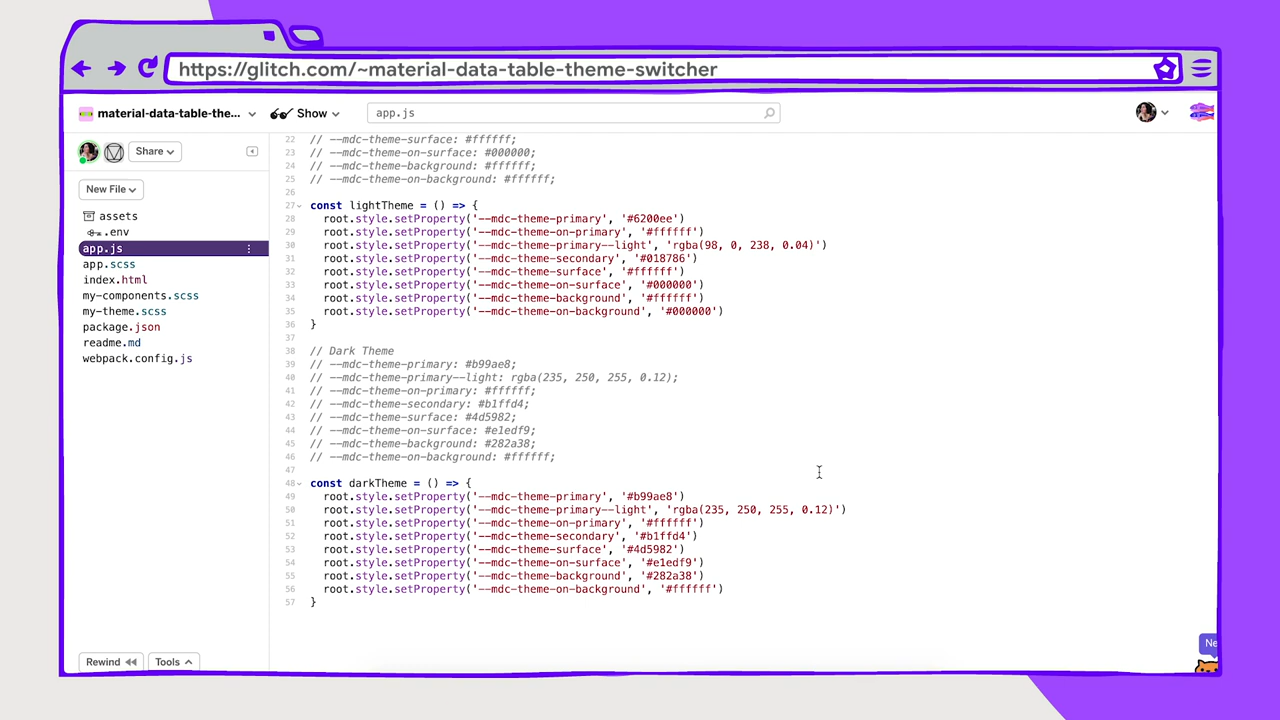 https://glitch.com/~material-data-table-theme-switcher
material-data-table-the...
Show
app.js
Share
New File
assets
.env
app.js
app.scss
index.html
my-components.scss
my-theme.scss
package.json
readme.md
webpack.config.js
Rewind
Tools
22 // --mdc-theme-surface: #ffffff;
23 // --mdc-theme-on-surface: #000000;
24 // --mdc-theme-background: #ffffff;
25 // --mdc-theme-on-background: #ffffff;
26
27 const lightTheme = () => {
28 root.style.setProperty('--mdc-theme-primary', '#6200ee')
29 root.style.setProperty('--mdc-theme-on-primary', '#ffffff')
30 root.style.setProperty('--mdc-theme-primary--light', 'rgba(98, 0, 238, 0.04)')
31 root.style.setProperty('--mdc-theme-secondary', '#018786')
32 root.style.setProperty('--mdc-theme-surface', '#ffffff')
33 root.style.setProperty('--mdc-theme-on-surface', '#000000')
34 root.style.setProperty('--mdc-theme-background', '#ffffff')
35 root.style.setProperty('--mdc-theme-on-background', '#000000')
36 }
37
38 // Dark Theme
39 // --mdc-theme-primary: #b99ae8;
40 // --mdc-theme-primary--light: rgba(235, 250, 255, 0.12);
41 // --mdc-theme-on-primary: #ffffff;
42 // --mdc-theme-secondary: #b1ffd4;
43 // --mdc-theme-surface: #4d5982;
44 // --mdc-theme-on-surface: #e1edf9;
45 // --mdc-theme-background: #282a38;
46 // --mdc-theme-on-background: #ffffff;
47
48 const darkTheme = () => {
49 root.style.setProperty('--mdc-theme-primary', '#b99ae8')
50 root.style.setProperty('--mdc-theme-primary--light', 'rgba(235, 250, 255, 0.12)')
51 root.style.setProperty('--mdc-theme-on-primary', '#ffffff')
52 root.style.setProperty('--mdc-theme-secondary', '#b1ffd4')
53 root.style.setProperty('--mdc-theme-surface', '#4d5982')
54 root.style.setProperty('--mdc-theme-on-surface', '#e1edf9')
55 root.style.setProperty('--mdc-theme-background', '#282a38')
56 root.style.setProperty('--mdc-theme-on-background', '#ffffff')
57 }
Ne